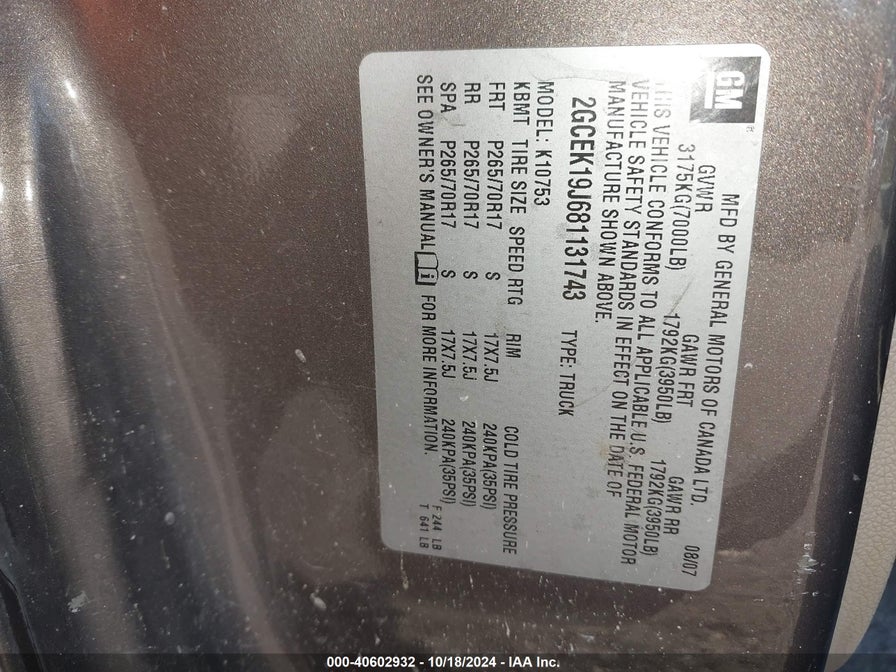 GM
MFD BY GENERAL MOTORS OF CANADA LTD. 08/07
GVWR GAWR FRT GAWR RR
3175KG(7000LB) 1792KG(3950LB) 1792KG(3950LB)
THIS VEHICLE CONFORMS TO ALL APPLICABLE U.S. FEDERAL MOTOR
VEHICLE SAFETY STANDARDS IN EFFECT ON THE DATE OF
MANUFACTURE SHOWN ABOVE.
2GCEK19J681131743 TYPE: TRUCK
MODEL: K10753
KBMT TIRE SIZE SPEED RTG RIM COLD TIRE PRESSURE
FRT P265/70R17 S 17X7.5J 240KPA(35PSI)
RR P265/70R17 S 17X7.5J 240KPA(35PSI)
SPA P265/70R17 S 17X7.5J 240KPA(35PSI)
SEE OWNER'S MANUAL i FOR MORE INFORMATION.
F 244 LB
T 641 LB
000-40602932 - 10/18/2024 - IAA Inc.